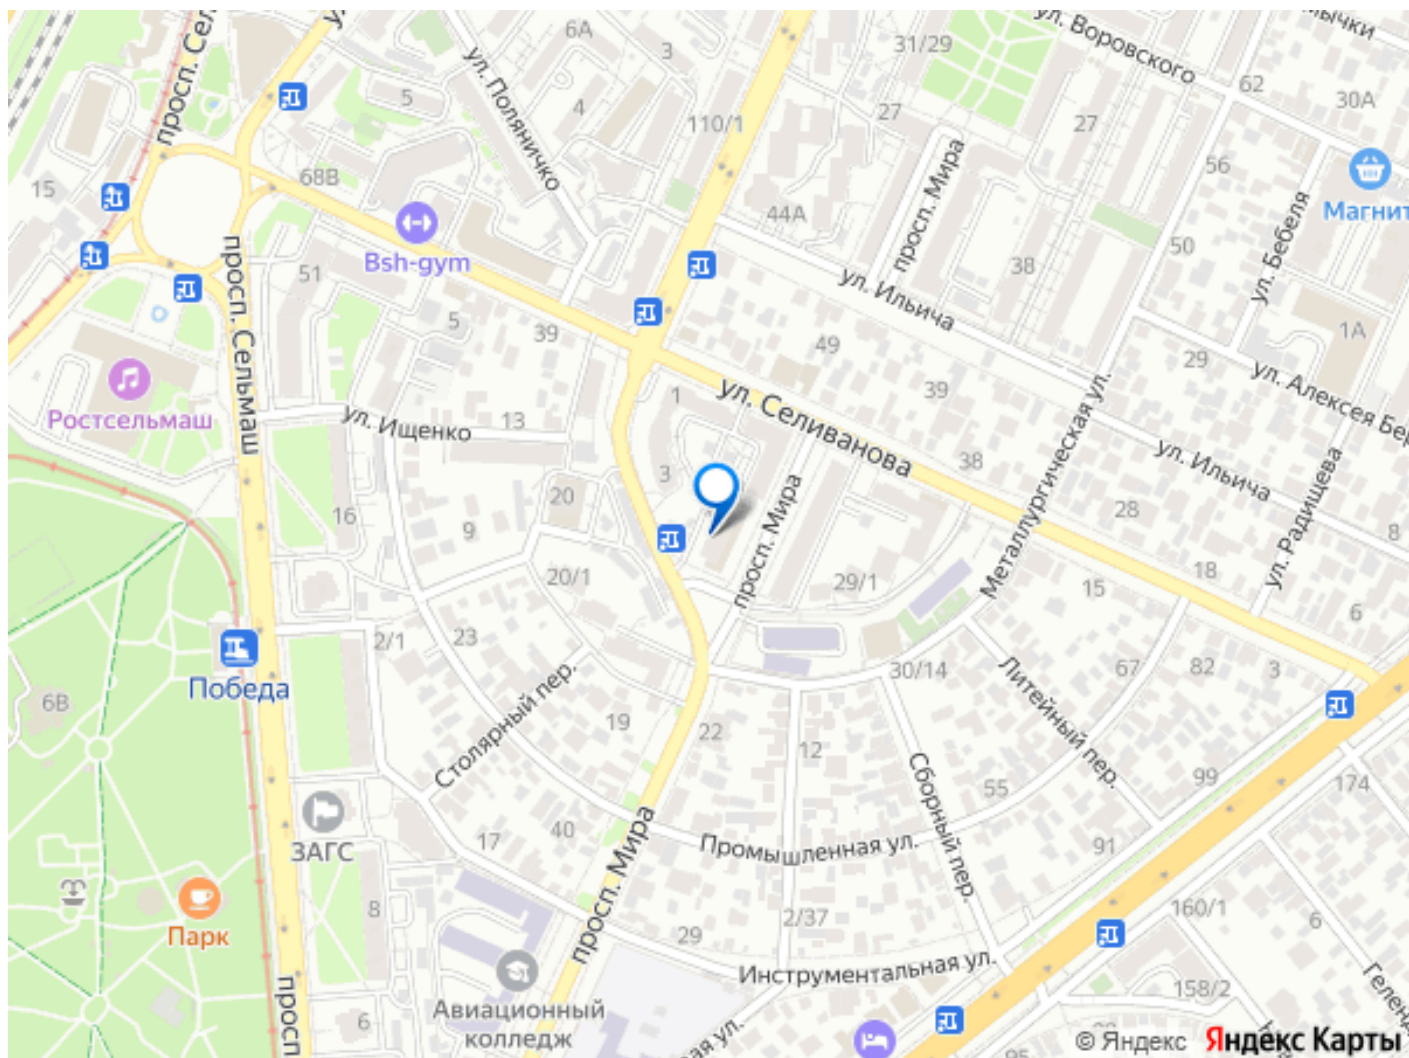 просп. Сел
ул. Поляничко
6А
3
5
4
110/1
31/29
27
ул. Воровского
мычки
62
30А
27
56
Магнит
15
68В
44А
просп. Мира
ул. Бебеля
50
Bsh-gym
51
38
ул. Ильича
просп. Сельмаш
5
39
49
1А
29
39
ул. Алексея Бер
Ростсельмаш
ул. Ищенко
13
1
ул. Селиванова
38
Металлургическая ул.
ул. Ильича
3
20
16
9
просп. Мира
28
ул. Радищева
8
20/1
29/1
15
18
6
2/1
23
Победа
6В
Столярный пер.
19
22
30/14
67
82
3
Литейный пер.
12
Сборный пер.
55
99
174
ЗАГС
17
40
просп. Мира
Промышленная ул.
91
Парк
8
29
2/37
160/1
6
Инструментальная ул.
просп
Авиационный
колледж
6
ая ул.
158/2
Геленд
95
© Яндекс
Яндекс Карты